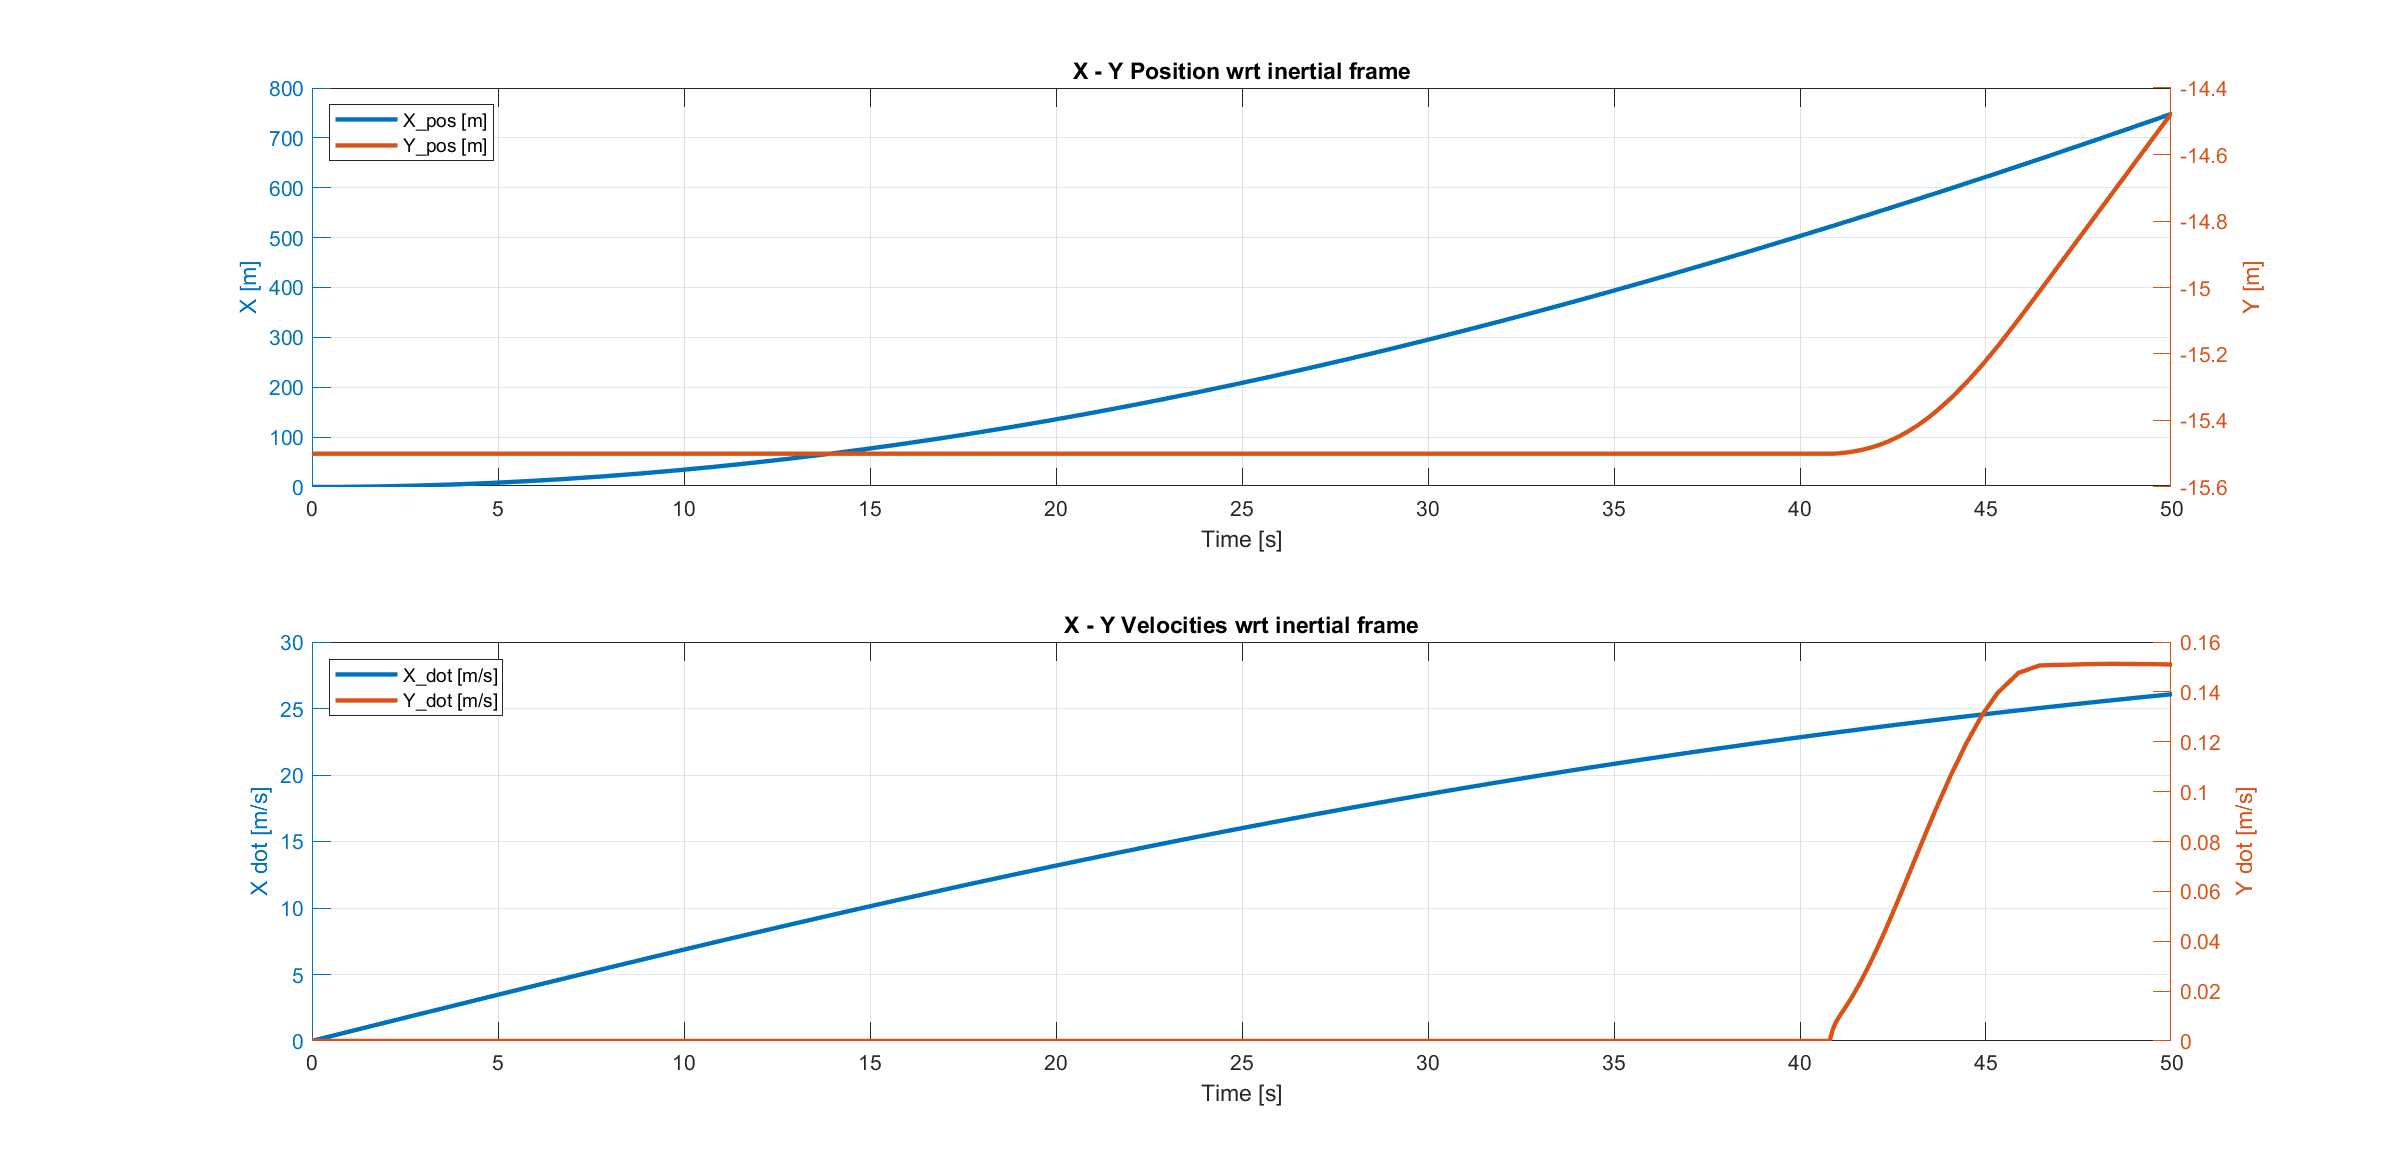 X - Y Position wrt inertial frame
800
700
600
500
400
300
200
100
0
X [m]
X_pos [m]
Y_pos [m]
-14.4
-14.6
-14.8
-15
-15.2
-15.4
-15.6
Y [m]
0 5 10 15 20 25 30 35 40 45 50
Time [s]
X - Y Velocities wrt inertial frame
30
25
20
15
10
5
0
X dot [m/s]
X_dot [m/s]
Y_dot [m/s]
0.16
0.14
0.12
0.1
0.08
0.06
0.04
0.02
0
Y dot [m/s]
0 5 10 15 20 25 30 35 40 45 50
Time [s]